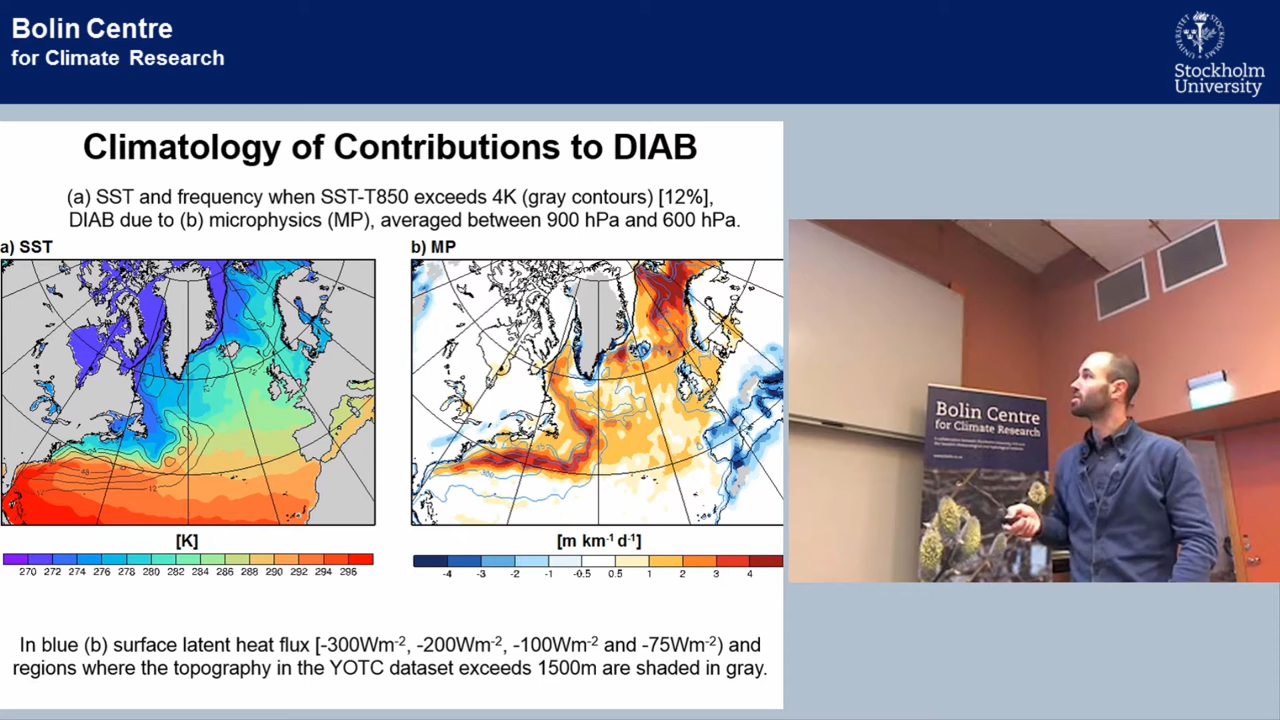 Bolin Centre
for Climate Research
Stockholm
University
Climatology of Contributions to DIAB
(a) SST and frequency when SST-T850 exceeds 4K (gray contours) [12%],
DIAB due to (b) microphysics (MP), averaged between 900 hPa and 600 hPa.
a) SST
b) MP
[K]
270 272 274 276 278 280 282 284 286 288 290 292 294 296
[m km⁻¹ d⁻¹]
-4 -3 -2 -1 -0.5 0.5 1 2 3 4
In blue (b) surface latent heat flux [-300Wm⁻², -200Wm⁻², -100Wm⁻² and -75Wm⁻²) and
regions where the topography in the YOTC dataset exceeds 1500m are shaded in gray.
Bolin Centre
for Climate Research